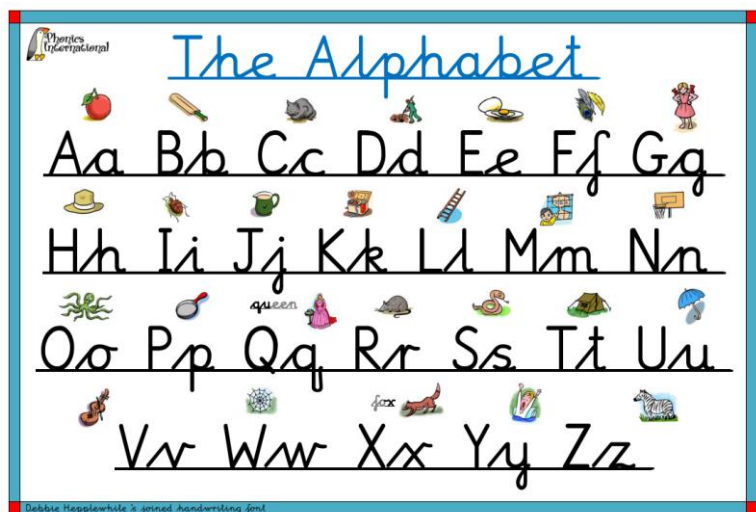 Phonics
International
The Alphabet
Aa Bb Cc Dd Ee Ff Gg
Hh Ii Jj Kk Ll Mm Nn
queen
Oo Pp Qq Rr Ss Tt Uu
fox
Vv Ww Xx Yy Zz
Debbie Hepplewhite's joined handwriting font